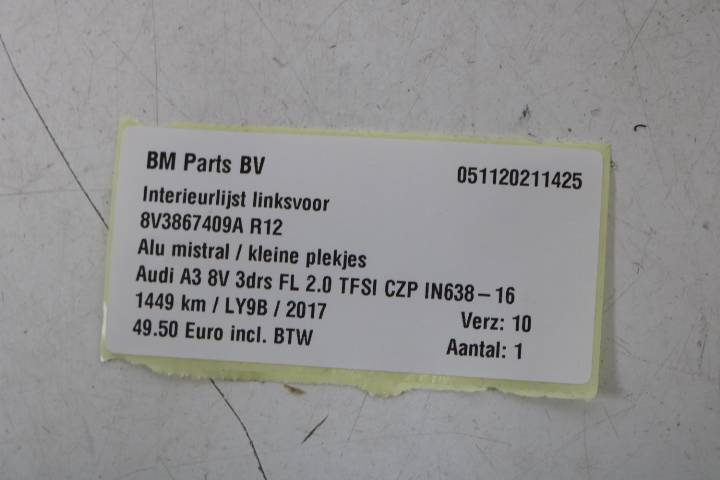 BM Parts BV 051120211425
Interieurlijst linksvoor
8V3867409A R12
Alu mistral / kleine plekjes
Audi A3 8V 3drs FL 2.0 TFSI CZP IN638-16
1449 km / LY9B / 2017 Verz: 10
49.50 Euro incl. BTW Aantal: 1